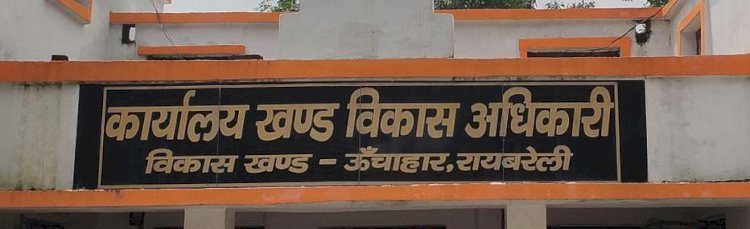 कार्यालय खण्ड विकास अधिकारी
विकास खण्ड - ऊँचाहार, रायबरेली